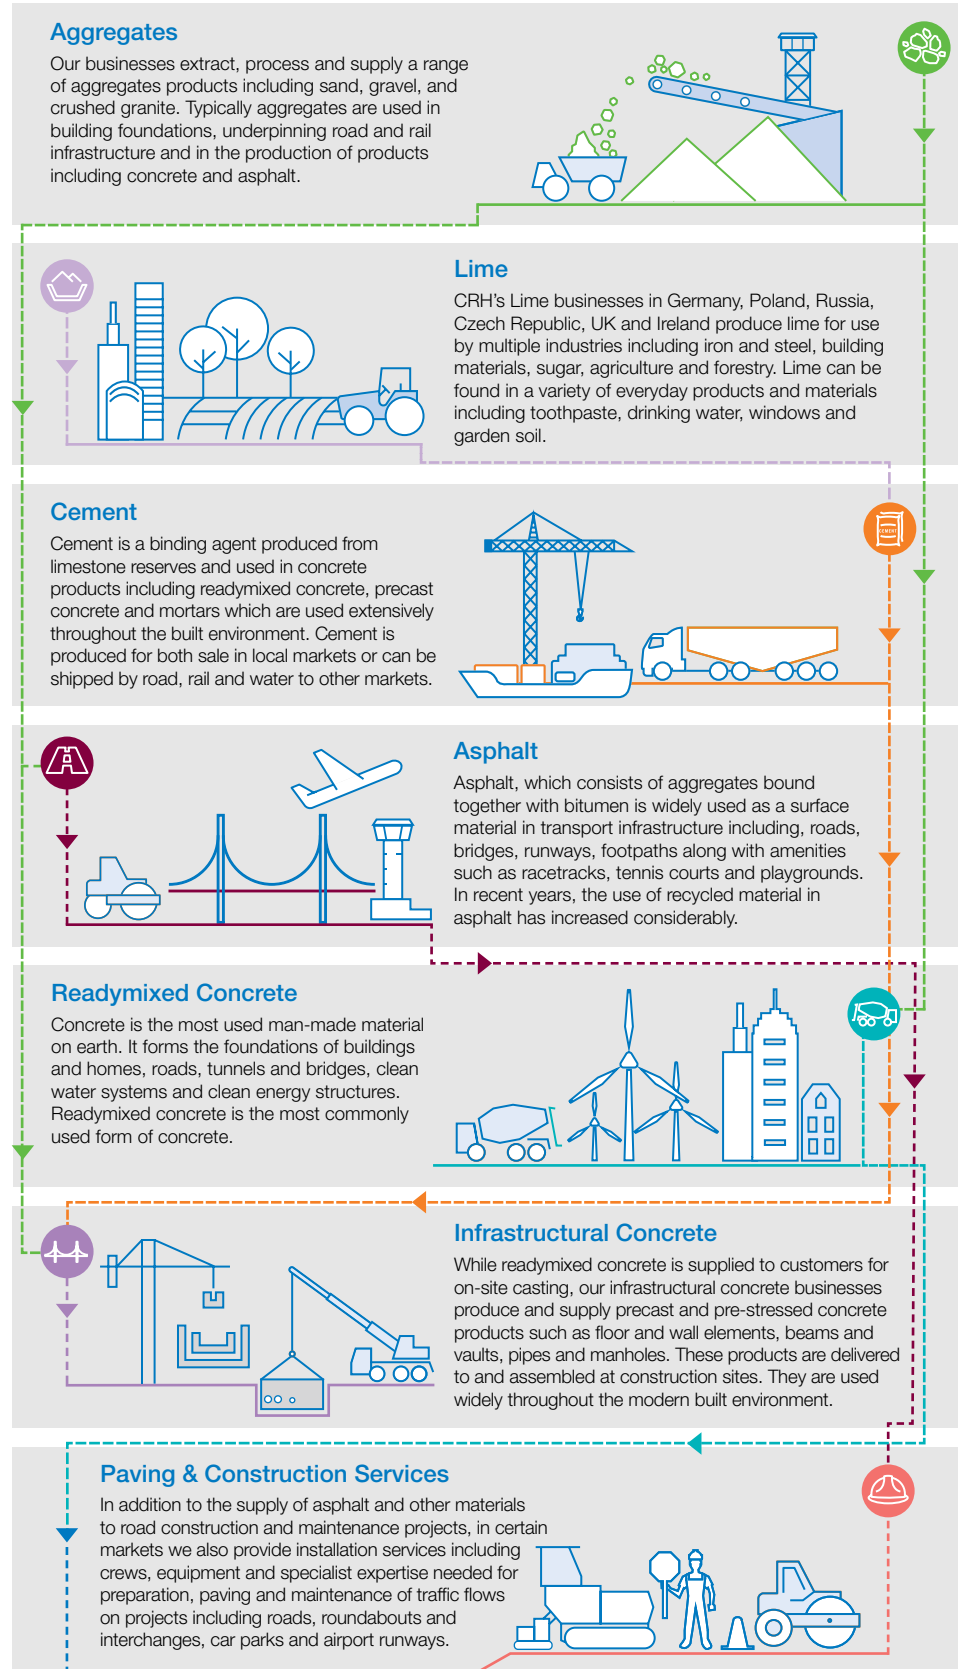 Aggregates
Our businesses extract, process and supply a range
of aggregates products including sand, gravel, and
crushed granite. Typically aggregates are used in
building foundations, underpinning road and rail
infrastructure and in the production of products
including concrete and asphalt.
Lime
CRH's Lime businesses in Germany, Poland, Russia,
Czech Republic, UK and Ireland produce lime for use
by multiple industries including iron and steel, building
materials, sugar, agriculture and forestry. Lime can be
found in a variety of everyday products and materials
including toothpaste, drinking water, windows and
garden soil.
Cement
Cement is a binding agent produced from
limestone reserves and used in concrete
products including readymixed concrete, precast
concrete and mortars which are used extensively
throughout the built environment. Cement is
produced for both sale in local markets or can be
shipped by road, rail and water to other markets.
CEMENT
Asphalt
Asphalt, which consists of aggregates bound
together with bitumen is widely used as a surface
material in transport infrastructure including, roads,
bridges, runways, footpaths along with amenities
such as racetracks, tennis courts and playgrounds.
In recent years, the use of recycled material in
asphalt has increased considerably.
Readymixed Concrete
Concrete is the most used man-made material
on earth. It forms the foundations of buildings
and homes, roads, tunnels and bridges, clean
water systems and clean energy structures.
Readymixed concrete is the most commonly
used form of concrete.
Infrastructural Concrete
While readymixed concrete is supplied to customers for
on-site casting, our infrastructural concrete businesses
produce and supply precast and pre-stressed concrete
products such as floor and wall elements, beams and
vaults, pipes and manholes. These products are delivered
to and assembled at construction sites. They are used
widely throughout the modern built environment.
Paving & Construction Services
In addition to the supply of asphalt and other materials
to road construction and maintenance projects, in certain
markets we also provide installation services including
crews, equipment and specialist expertise needed for
preparation, paving and maintenance of traffic flows
on projects including roads, roundabouts and
interchanges, car parks and airport runways.